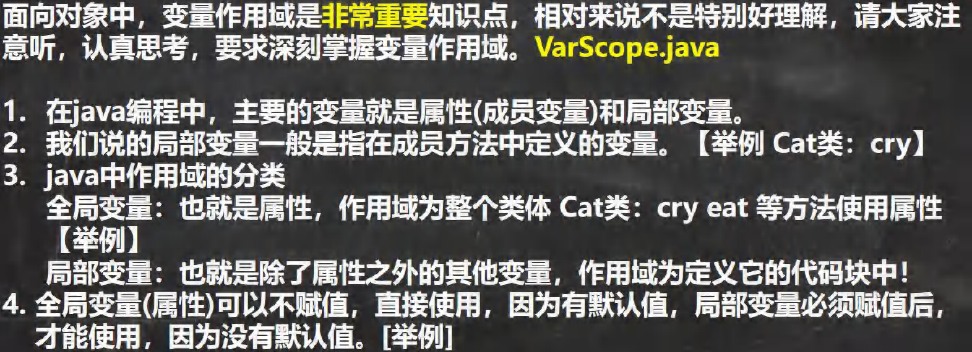 面向对象中，变量作用域是非常重要知识点，相对来说不是特别好理解，请大家注
意听，认真思考，要求深刻掌握变量作用域。VarScope.java
1. 在java编程中，主要的变量就是属性(成员变量)和局部变量。
2. 我们说的局部变量一般是指在成员方法中定义的变量。【举例 Cat类：cry】
3. java中作用域的分类
全局变量：也就是属性，作用域为整个类体 Cat类：cry eat 等方法使用属性
【举例】
局部变量：也就是除了属性之外的其他变量，作用域为定义它的代码块中！
4. 全局变量(属性)可以不赋值，直接使用，因为有默认值，局部变量必须赋值后，
才能使用，因为没有默认值。[举例]